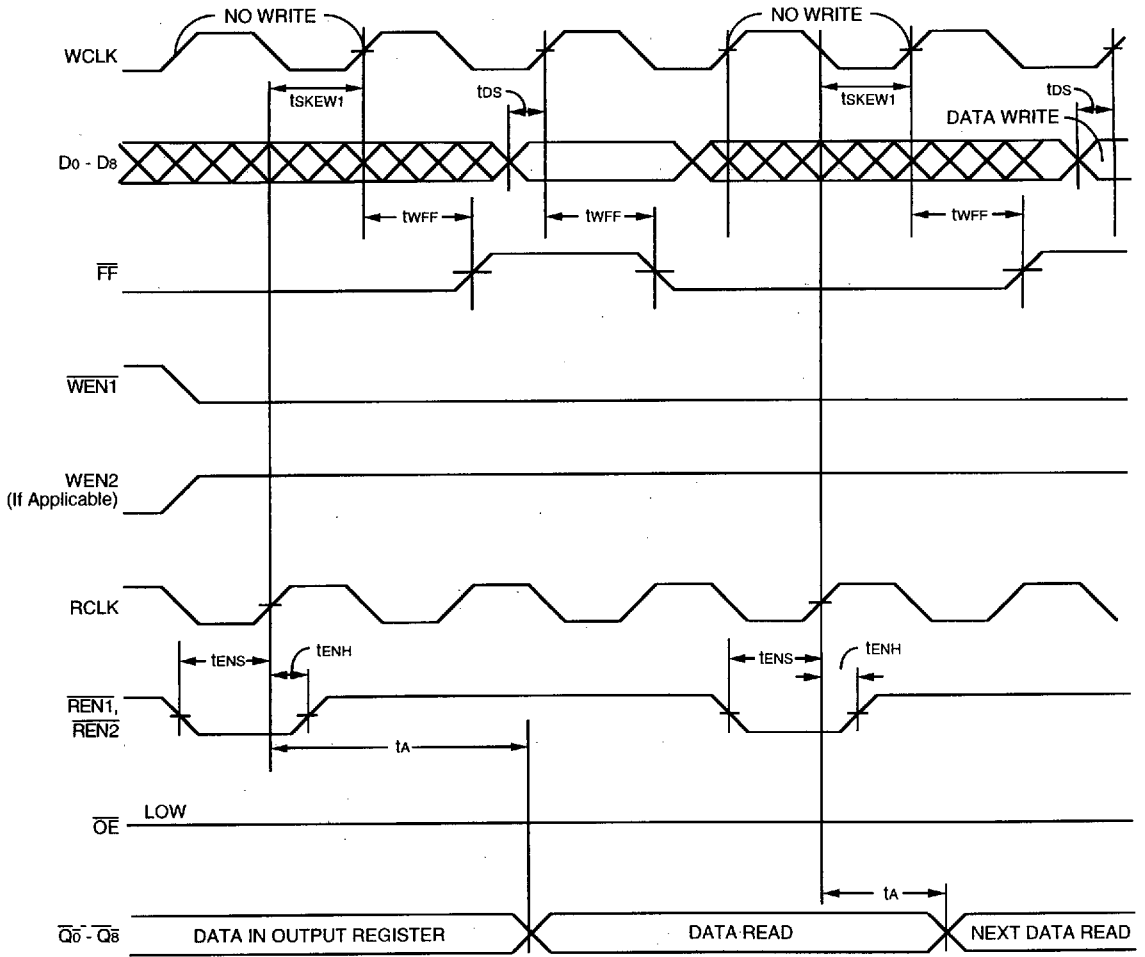 NO WRITE
NO WRITE
WCLK
tSKEW1
tDS
tSKEW1
tDS
DATA WRITE
D0 - D8
tWFF
tWFF
tWFF
FF
WEN1
WEN2
(If Applicable)
RCLK
tENS
tENH
tENS
tENH
REN1,
REN2
tA
LOW
OE
tA
Q0 - Q8
DATA IN OUTPUT REGISTER
DATA READ
NEXT DATA READ